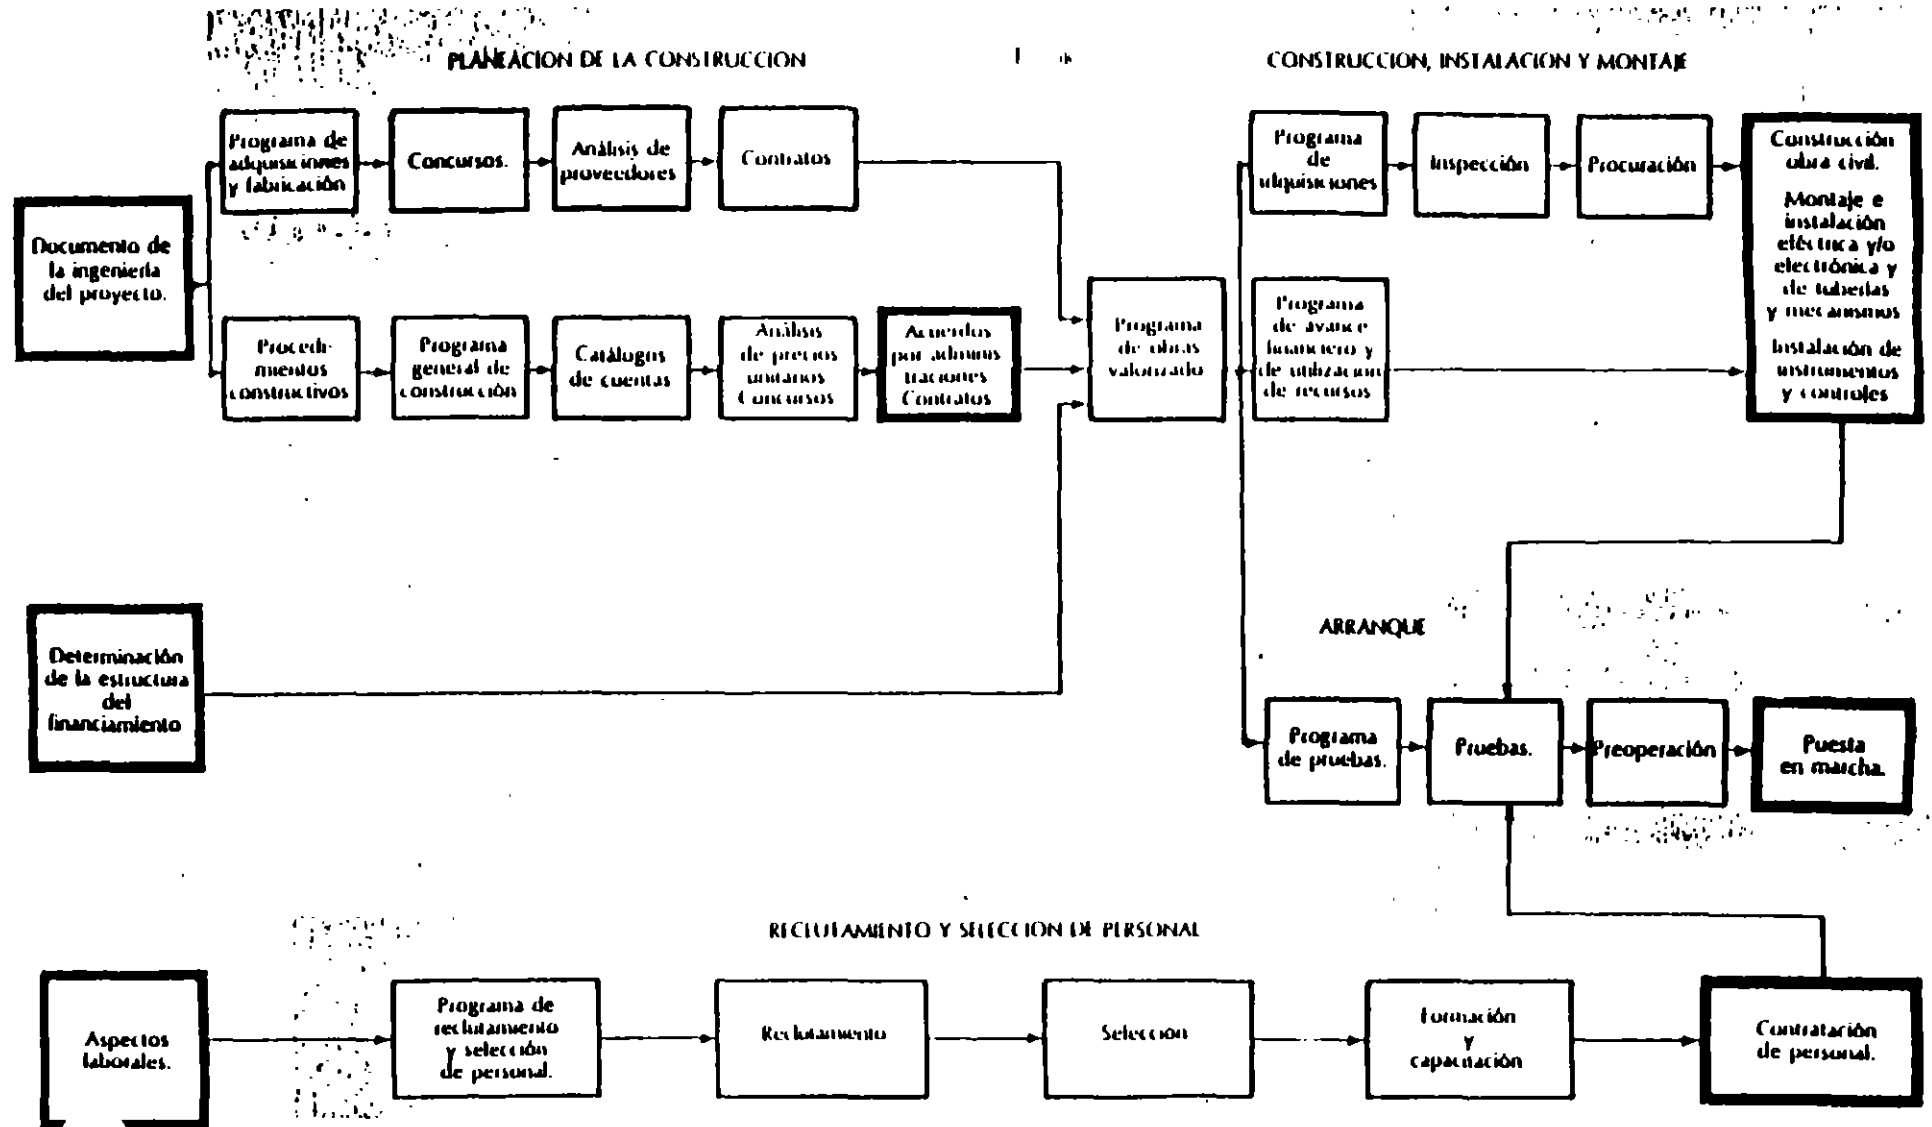 PLANEACION DE LA CONSTRUCCION
CONSTRUCCION, INSTALACION Y MONTAJE
Programa de
adquisiciones
y fabricación
Concursos.
Análisis de
proveedores
Contratos
Programa
de
adquisiciones
Inspección
Procuración
Construcción
obra civil.
Montaje e
instalación
eléctrica y/o
electrónica y
de tuberías
y mecanismos
Instalación de
instrumentos
y controles
Documento de
la ingeniería
del proyecto.
Procedi-
mientos
constructivos
Programa
general de
construcción
Catálogos
de cuentas
Análisis
de precios
unitarios
Concursos
Acuerdos
por adminis
traciones
Contratos
Programa
de obras
valorizado
Programa
de avance
financiero y
de utilización
de recursos
Determinación
de la estructura
del
financiamiento
ARRANQUE
Programa
de pruebas.
Pruebas.
Preoperación
Puesta
en marcha.
RECLUTAMIENTO Y SELECCION DE PERSONAL
Aspectos
laborales.
Programa de
reclutamiento
y selección
de personal.
Reclutamiento
Selección
Formación
y
capacitación
Contratación
de personal.